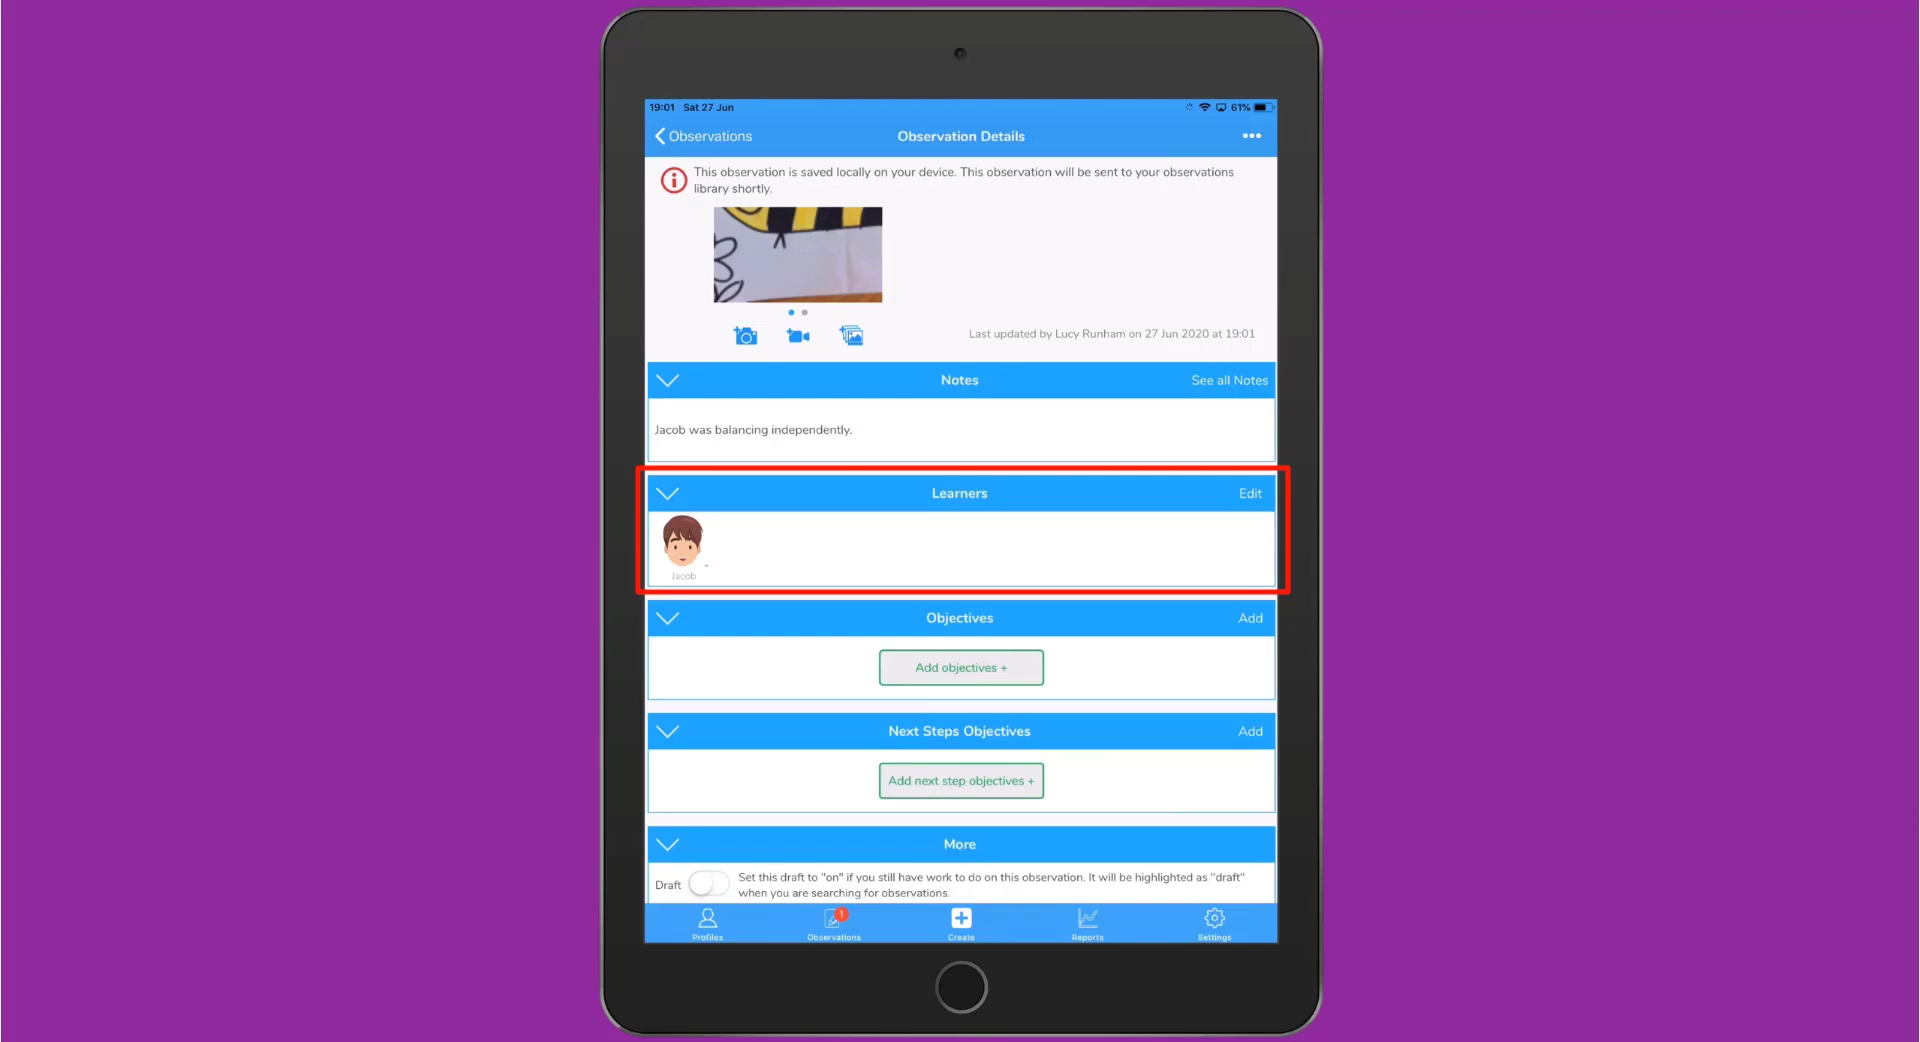 19:01 Sat 27 Jun 61%
Observations Observation Details
This observation is saved locally on your device. This observation will be sent to your observations
library shortly.
Last updated by Lucy Runham on 27 Jun 2020 at 19:01
Notes See all Notes
Jacob was balancing independently.
Learners Edit
Jacob
Objectives Add
Add objectives +
Next Steps Objectives Add
Add next step objectives +
More
Draft
Set this draft to "on" if you still have work to do on this observation. It will be highlighted as "draft"
when you are searching for observations.
1
Profiles Observations Create Reports Settings